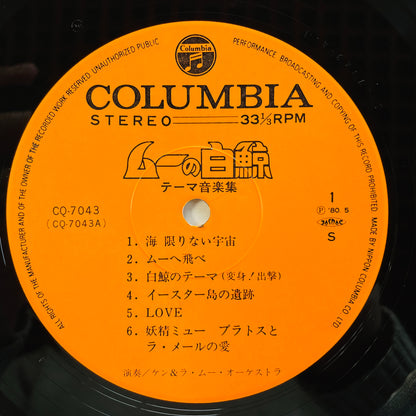 Columbia
COLUMBIA
STEREO 33 1/3 RPM
ムーの白鯨
テーマ音楽集
CQ-7043
(CQ-7043A)
1
Ⓟ '80. 5
S
1. 海 限りない宇宙
2. ムーへ飛べ
3. 白鯨のテーマ(変身!出撃)
4. イースター島の遺跡
5. LOVE
6. 妖精ミュー プラトスと
ラ・メールの愛
演奏/ケン&ラ・ムー・オーケストラ
ALL RIGHTS OF THE MANUFACTURER AND OF THE OWNER OF THE RECORDED WORK RESERVED. UNAUTHORIZED PUBLIC PERFORMANCE BROADCASTING AND COPYING OF THIS RECORD PROHIBITED. MADE BY NIPPON COLUMBIA CO. LTD.